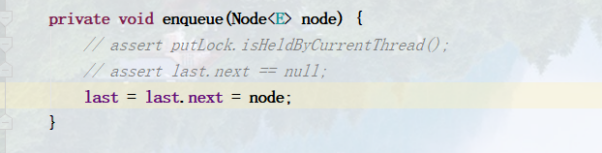 private void enqueue(Node<E> node) {
// assert putLock.isHeldByCurrentThread();
// assert last.next == null;
last = last.next = node;
}